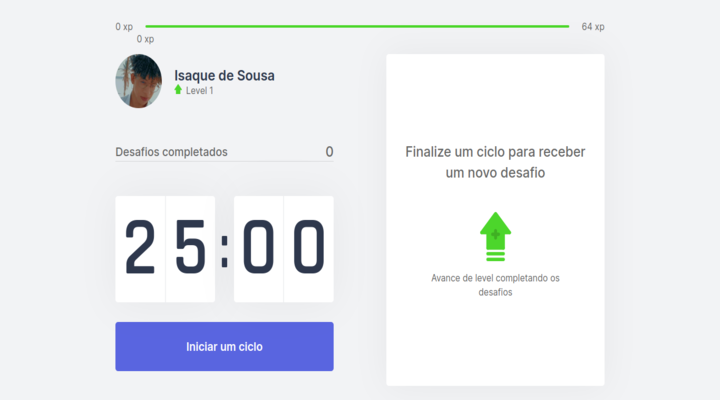 0 xp
64 xp
0 xp
Isaque de Sousa
Level 1
Desafios completados
0
25:00
Iniciar um ciclo
Finalize um ciclo para receber
um novo desafio
Avance de level completando os
desafios